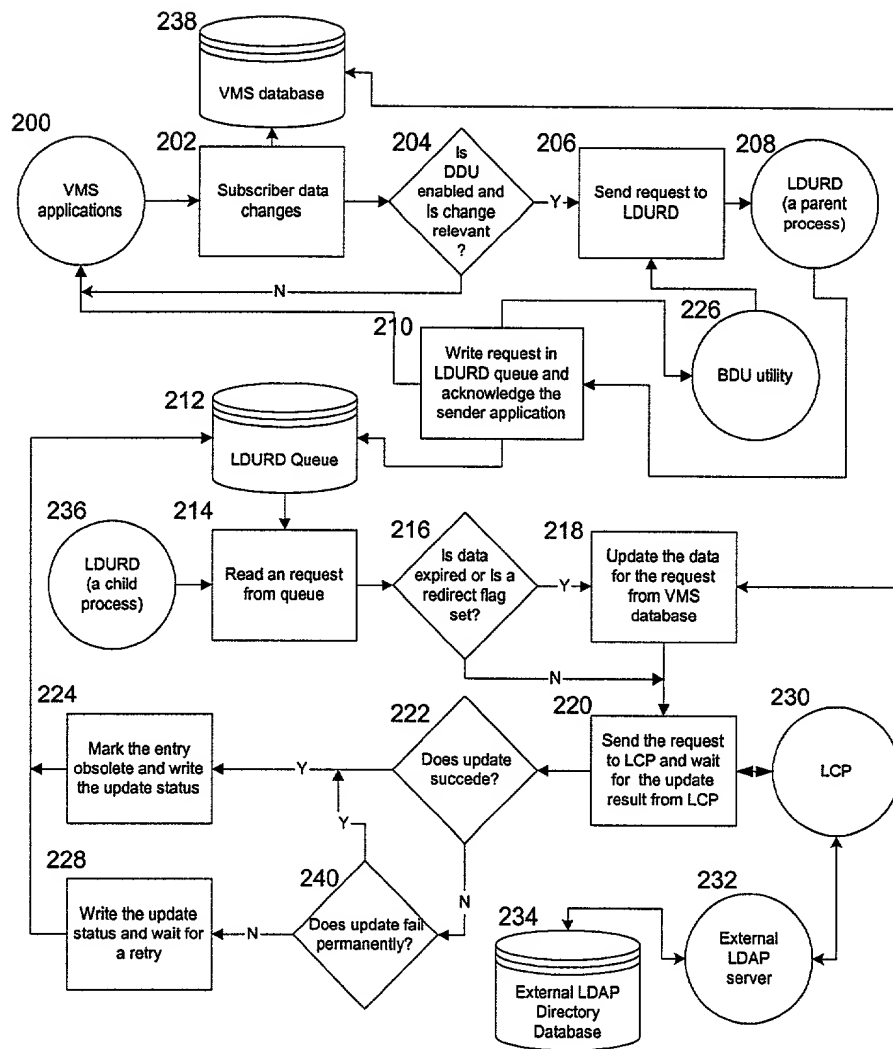 238
VMS database
200
VMS
applications
202
Subscriber data
changes
204
Is
DDU
enabled and
Is change
relevant
?
Y
N
206
Send request to
LDURD
208
LDURD
(a parent
process)
210
Write request in
LDURD queue and
acknowledge the
sender application
226
BDU utility
212
LDURD Queue
236
LDURD
(a child
process)
214
Read an request
from queue
216
Is data
expired or Is a
redirect flag
set?
Y
N
218
Update the data
for the request
from VMS
database
224
Mark the entry
obsolete and write
the update status
222
Does update
succede?
Y
Y
N
220
Send the request
to LCP and wait
for the update
result from LCP
230
LCP
228
Write the update
status and wait for
a retry
N
240
Does update fail
permanently?
234
External LDAP
Directory
Database
232
External
LDAP
server